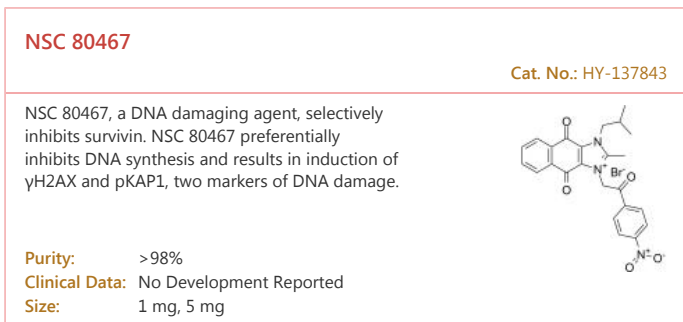 NSC 80467
Cat. No.: HY-137843
NSC 80467, a DNA damaging agent, selectively
inhibits survivin. NSC 80467 preferentially
inhibits DNA synthesis and results in induction of
γH2AX and pKAP1, two markers of DNA damage.
O
N
N+
Br-
O
O
N+
O
O-
Purity: >98%
Clinical Data: No Development Reported
Size: 1 mg, 5 mg